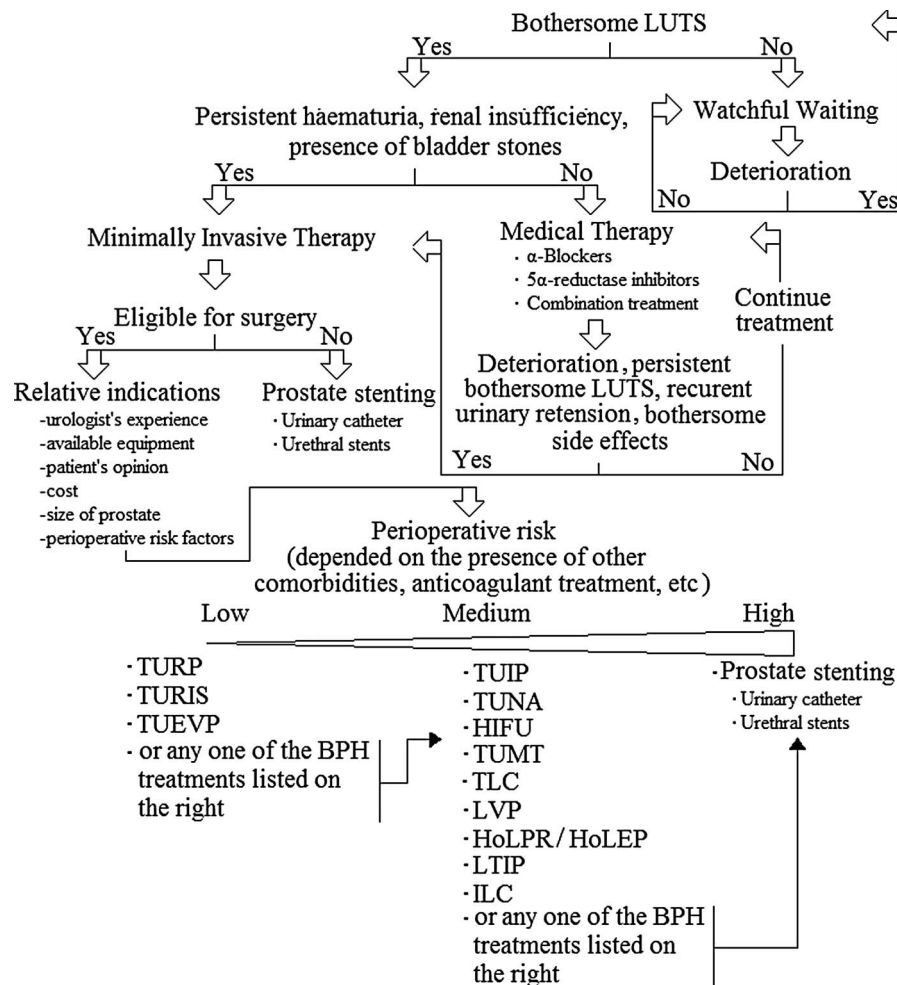 Bothersome LUTS
Yes
No
Persistent haematuria, renal insufficiency,
presence of bladder stones
Watchful Waiting
Deterioration
No
Yes
Yes
No
Minimally Invasive Therapy
Medical Therapy
· α-Blockers
· 5α-reductase inhibitors
· Combination treatment
Continue
treatment
Eligible for surgery
Yes
No
Relative indications
-urologist's experience
-available equipment
-patient's opinion
-cost
-size of prostate
-perioperative risk factors
Prostate stenting
· Urinary catheter
· Urethral stents
Deterioration, persistent
bothersome LUTS, recurent
urinary retension, bothersome
side effects
Yes
No
Perioperative risk
(depended on the presence of other
comorbidities, anticoagulant treatment, etc)
Low
Medium
High
· TURP
· TURIS
· TUEVP
· or any one of the BPH
treatments listed on
the right
· TUIP
· TUNA
· HIFU
· TUMT
· TLC
· LVP
· HoLPR / HoLEP
· LTIP
· ILC
· or any one of the BPH
treatments listed on
the right
· Prostate stenting
· Urinary catheter
· Urethral stents